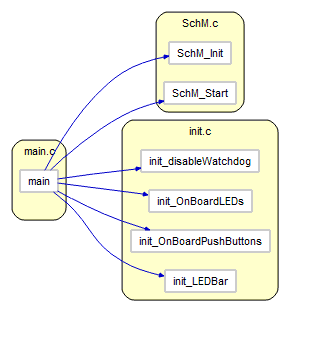 SchM.c
SchM_Init
SchM_Start
main.c
main
init.c
init_disableWatchdog
init_OnBoardLEDs
init_OnBoardPushButtons
init_LEDBar